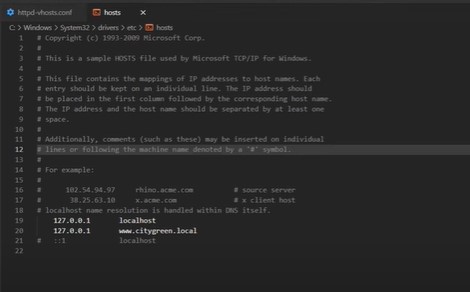 httpd-vhosts.conf hosts
C: > Windows > System32 > drivers > etc > hosts
1 # Copyright (c) 1993-2009 Microsoft Corp.
2 #
3 # This is a sample HOSTS file used by Microsoft TCP/IP for Windows.
4 #
5 # This file contains the mappings of IP addresses to host names. Each
6 # entry should be kept on an individual line. The IP address should
7 # be placed in the first column followed by the corresponding host name.
8 # The IP address and the host name should be separated by at least one
9 # space.
10 #
11 # Additionally, comments (such as these) may be inserted on individual
12 # lines or following the machine name denoted by a '#' symbol.
13 #
14 # For example:
15 #
16 # 102.54.94.97 rhino.acme.com # source server
17 # 38.25.63.10 x.acme.com # x client host
18 # localhost name resolution is handled within DNS itself.
19 127.0.0.1 localhost
20 127.0.0.1 www.citygreen.local
21 # ::1 localhost
22